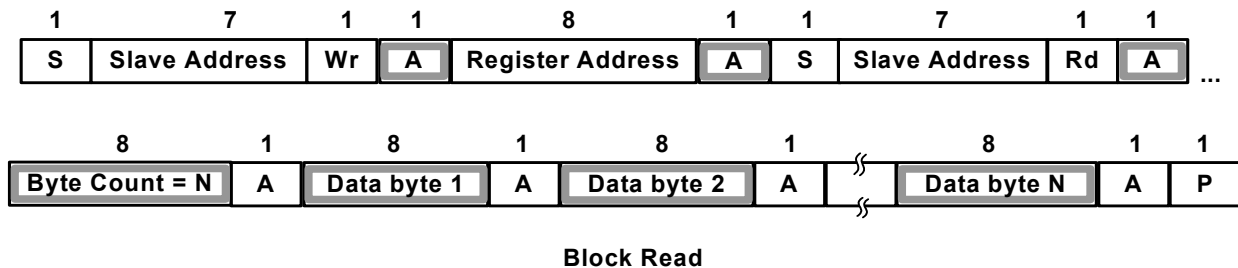 1 7 1 1 8 1 1 7 1 1
S Slave Address Wr A Register Address A S Slave Address Rd A ...
8 1 8 1 8 1 8 1 1
Byte Count = N A Data byte 1 A Data byte 2 A Data byte N A P
Block Read